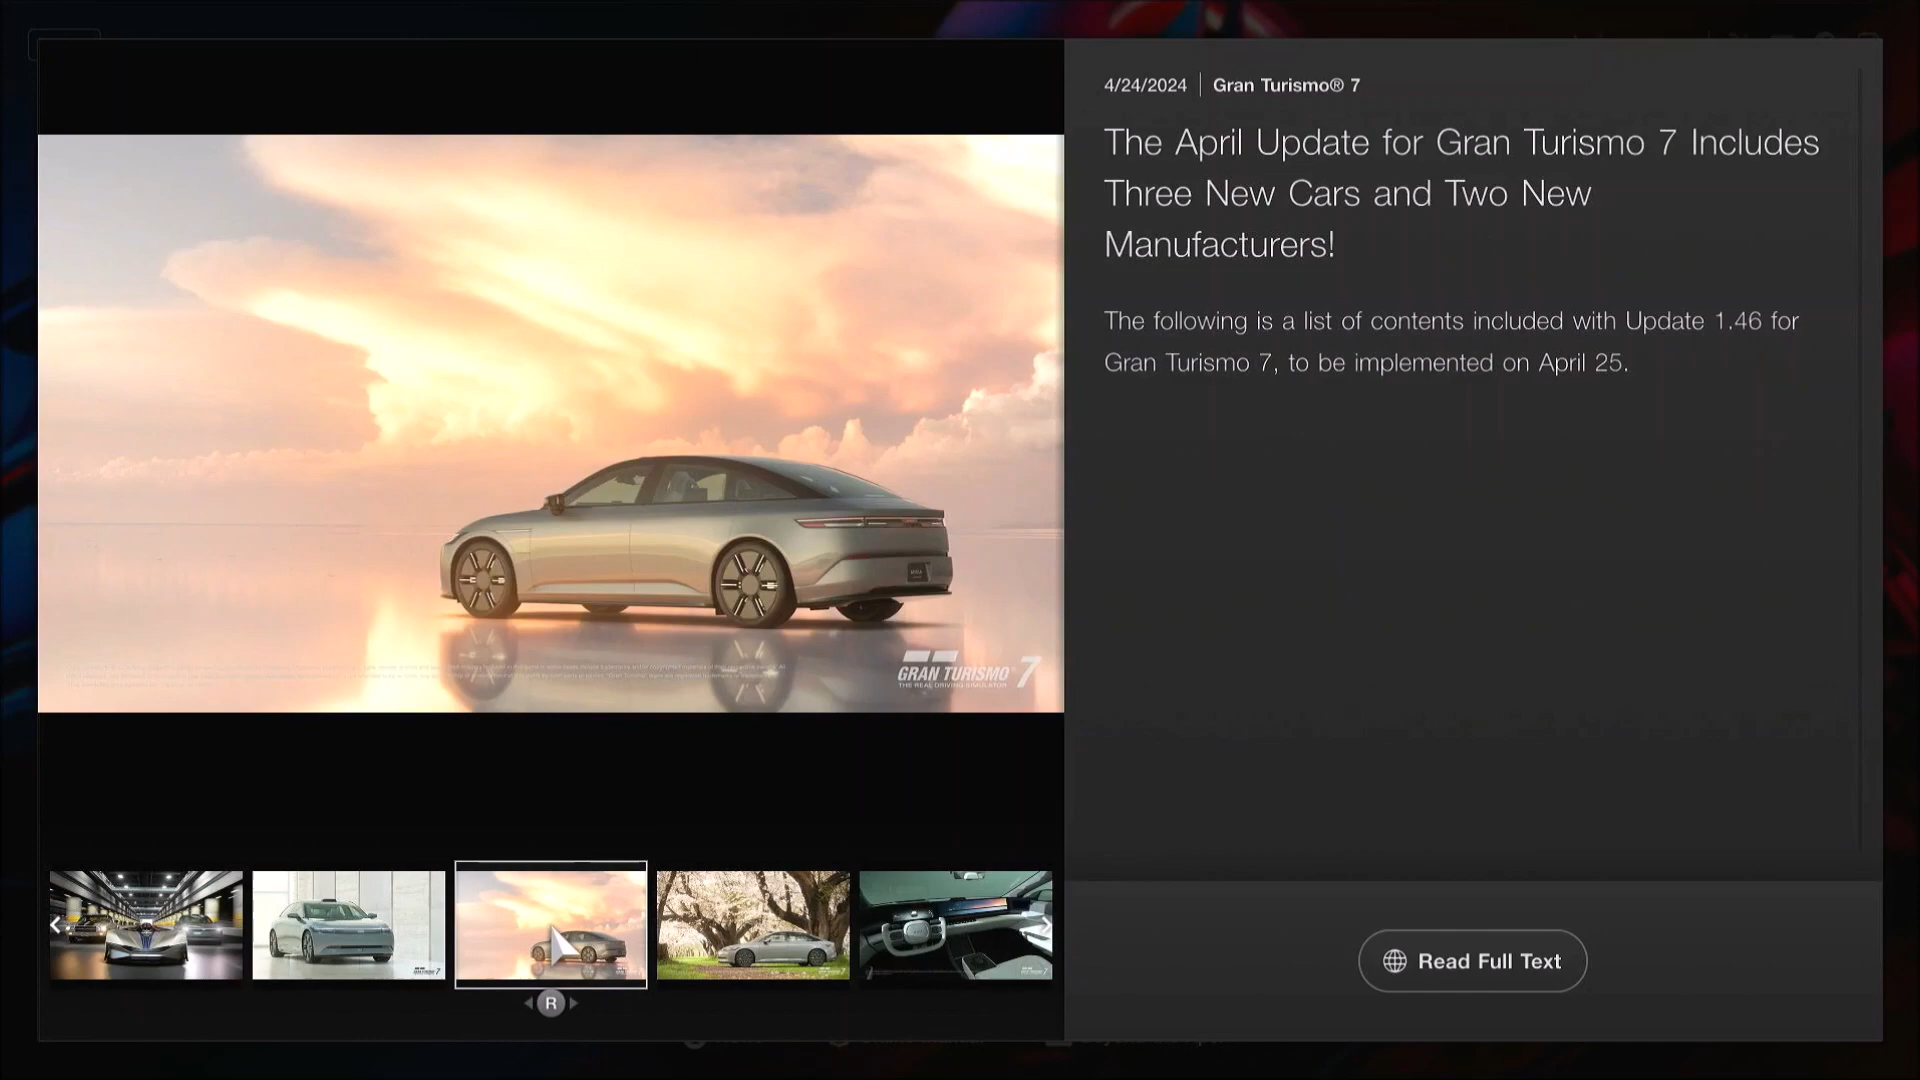 4/24/2024 | Gran Turismo® 7
The April Update for Gran Turismo 7 Includes
Three New Cars and Two New
Manufacturers!
The following is a list of contents included with Update 1.46 for
Gran Turismo 7, to be implemented on April 25.
GRAN TURISMO 7
THE REAL DRIVING SIMULATOR
R
Read Full Text